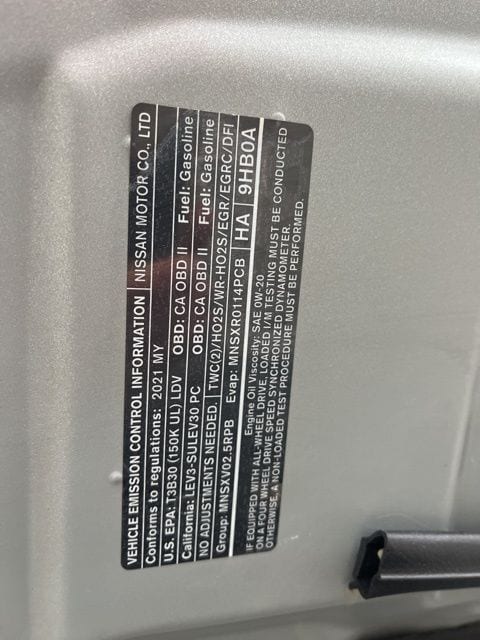 VEHICLE EMISSION CONTROL INFORMATION NISSAN MOTOR CO., LTD
Conforms to regulations: 2021 MY
U.S. EPA: T3B30 (150K UL) LDV OBD: CA OBD II Fuel: Gasoline
California: LEV3-SULEV30 PC OBD: CA OBD II Fuel: Gasoline
NO ADJUSTMENTS NEEDED. TWC(2)/HO2S/WR-HO2S/EGR/EGRC/DFI
Group: MNSXV02.5RPB Evap: MNSXR0114PCB HA 9HB0A
Engine Oil Viscosity: SAE 0W-20
IF EQUIPPED WITH ALL-WHEEL DRIVE, LOADED I/M TESTING MUST BE CONDUCTED
ON A FOUR WHEEL DRIVE SPEED SYNCHRONIZED DYNAMOMETER.
OTHERWISE, A NON-LOADED TEST PROCEDURE MUST BE PERFORMED.